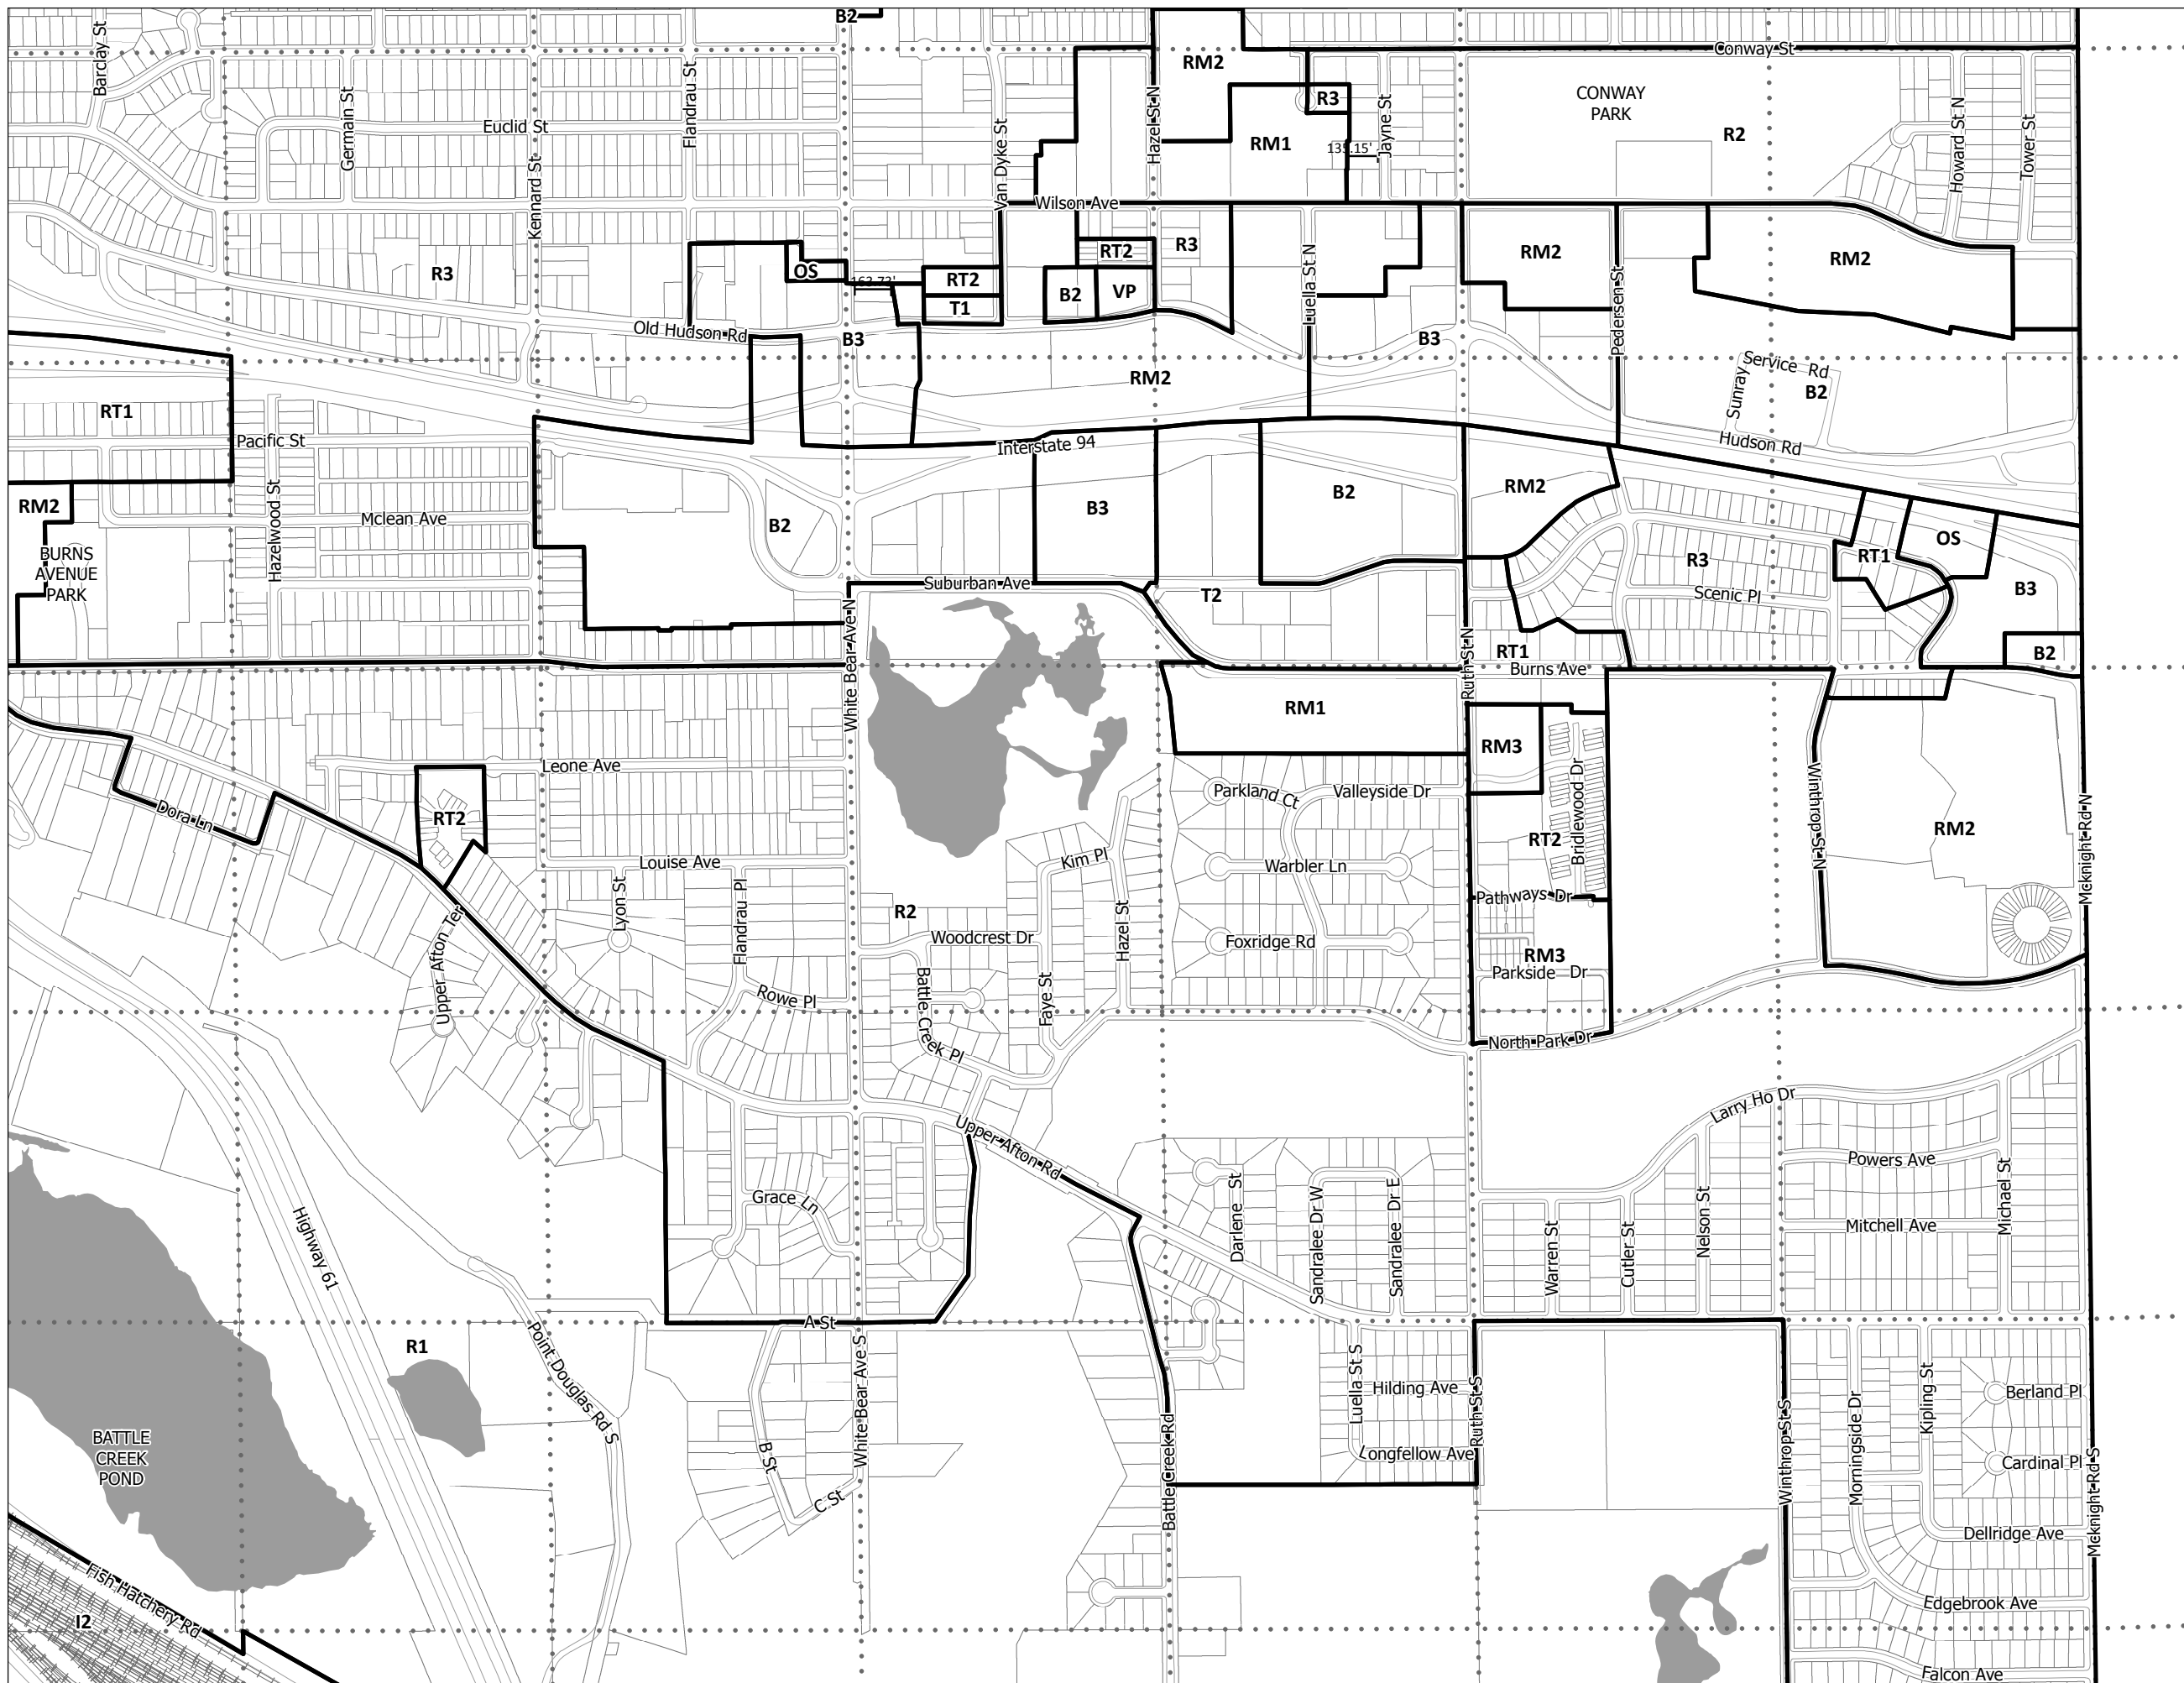 B2
Conway St
Barclay St
RM2
CONWAY
PARK
R3
R2
Germain St
Euclid St
Flandrau St
Van Dyke St
Hazel St N
RM1
135.15'
Jayne St
Howard St N
Tower St
Kennard St
Wilson Ave
R3
OS
163.73'
RT2
T1
RT2
B2
VP
R3
Luella St N
RM2
Pedersen St
RM2
Old Hudson Rd
B3
B3
RM2
Service Rd
Sunray
B2
RT1
Pacific St
Interstate 94
Hudson Rd
RM2
Hazelwood St
Mclean Ave
B2
B3
B2
RM2
BURNS
AVENUE
PARK
R3
RT1
OS
B3
Suburban Ave
T2
Scenic Pl
White Bear Ave N
Ruth St N
RT1
Burns Ave
B2
RM1
RM3
Leone Ave
Dora Ln
RT2
Parkland Ct
Valleyside Dr
Bridlewood Dr
Winthrop St N
RM2
Mcknight Rd N
RT2
Louise Ave
Kim Pl
Warbler Ln
Lyon St
Flandrau Pl
Pathways Dr
Upper Afton Ter
R2
Woodcrest Dr
Hazel St
Foxridge Rd
RM3
Parkside Dr
Rowe Pl
Battle Creek Pl
Faye St
North Park Dr
Larry Ho Dr
Upper Afton Rd
Powers Ave
Grace Ln
Darlene St
Sandralee Dr W
Sandralee Dr E
Warren St
Cutler St
Nelson St
Mitchell Ave
Michael St
Highway 61
A St
R1
Point Douglas Rd S
White Bear Ave S
Luella St S
Hilding Ave
Ruth St S
Longfellow Ave
Winthrop St S
Morningside Dr
Kipling St
Berland Pl
BATTLE
CREEK
POND
B St
C St
Battle Creek Rd
Cardinal Pl
Mcknight Rd S
Dellridge Ave
Fish Hatchery Rd
I2
Edgebrook Ave
Falcon Ave